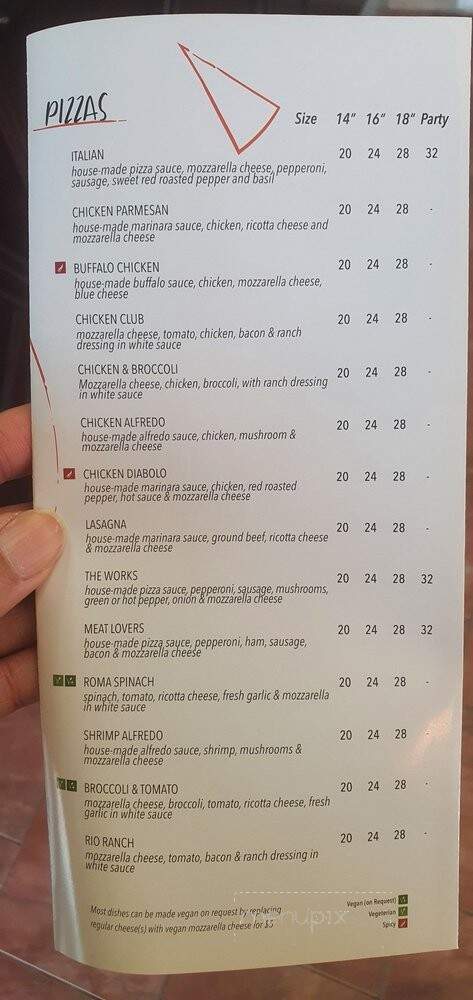 PIZZAS
Size 14" 16" 18" Party
ITALIAN 20 24 28 32
house-made pizza sauce, mozzarella cheese, pepperoni,
sausage, sweet red roasted pepper and basil
CHICKEN PARMESAN 20 24 28 -
house-made marinara sauce, chicken, ricotta cheese and
mozzarella cheese
BUFFALO CHICKEN 20 24 28 -
house-made buffalo sauce, chicken, mozzarella cheese,
blue cheese
CHICKEN CLUB 20 24 28 -
mozzarella cheese, tomato, chicken, bacon & ranch
dressing in white sauce
CHICKEN & BROCCOLI 20 24 28 -
Mozzarella cheese, chicken, broccoli, with ranch dressing
in white sauce
CHICKEN ALFREDO 20 24 28 -
house-made alfredo sauce, chicken, mushroom &
mozzarella cheese
CHICKEN DIABOLO 20 24 28 -
house-made marinara sauce, chicken, red roasted
pepper, hot sauce & mozzarella cheese
LASAGNA 20 24 28 -
house-made marinara sauce, ground beef, ricotta cheese
& mozzarella cheese
THE WORKS 20 24 28 32
house-made pizza sauce, pepperoni, sausage, mushrooms,
green or hot pepper, onion & mozzarella cheese
MEAT LOVERS 20 24 28 32
house-made pizza sauce, pepperoni, ham, sausage,
bacon & mozzarella cheese
ROMA SPINACH 20 24 28 -
spinach, tomato, ricotta cheese, fresh garlic & mozzarella
in white sauce
SHRIMP ALFREDO 20 24 28 -
house-made alfredo sauce, shrimp, mushrooms &
mozzarella cheese
BROCCOLI & TOMATO 20 24 28 -
mozzarella cheese, broccoli, tomato, ricotta cheese, fresh
garlic in white sauce
RIO RANCH 20 24 28 -
mozzarella cheese, tomato, bacon & ranch dressing in
white sauce
Most dishes can be made vegan on request by replacing
regular cheese(s) with vegan mozzarella cheese for $5
Vegan (on Request)
Vegeterian
Spicy
menupix